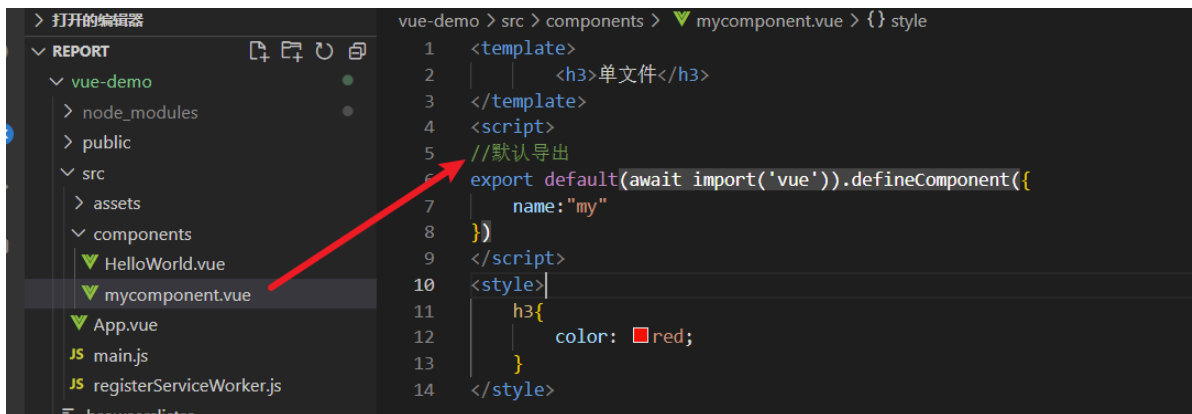 打开的编辑器
REPORT
vue-demo
node_modules
public
src
assets
components
HelloWorld.vue
mycomponent.vue
App.vue
JS main.js
JS registerServiceWorker.js
vue-demo > src > components > mycomponent.vue > {} style
1 <template>
2 <h3>单文件</h3>
3 </template>
4 <script>
5 //默认导出
6 export default(await import('vue')).defineComponent({
7 name:"my"
8 })
9 </script>
10 <style>
11 h3{
12 color: red;
13 }
14 </style>